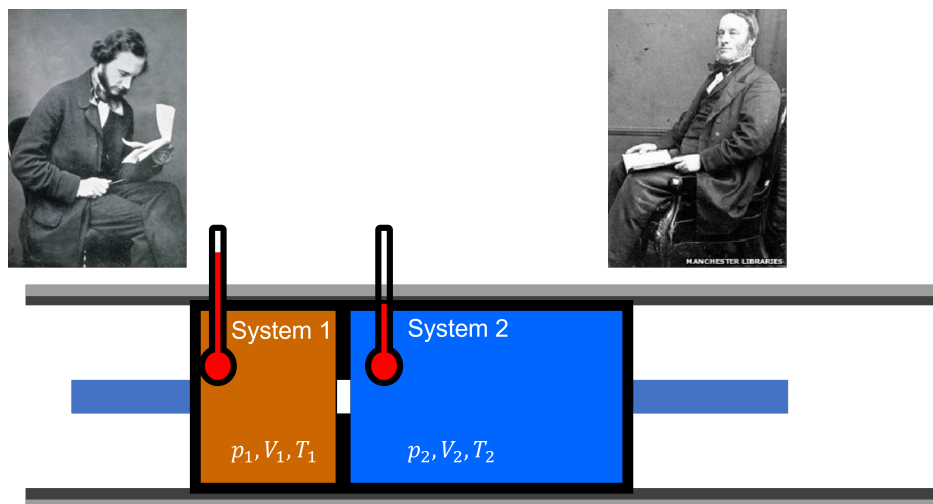 MANCHESTER LIBRARIES
System 1
System 2
p₁, V₁, T₁
p₂, V₂, T₂